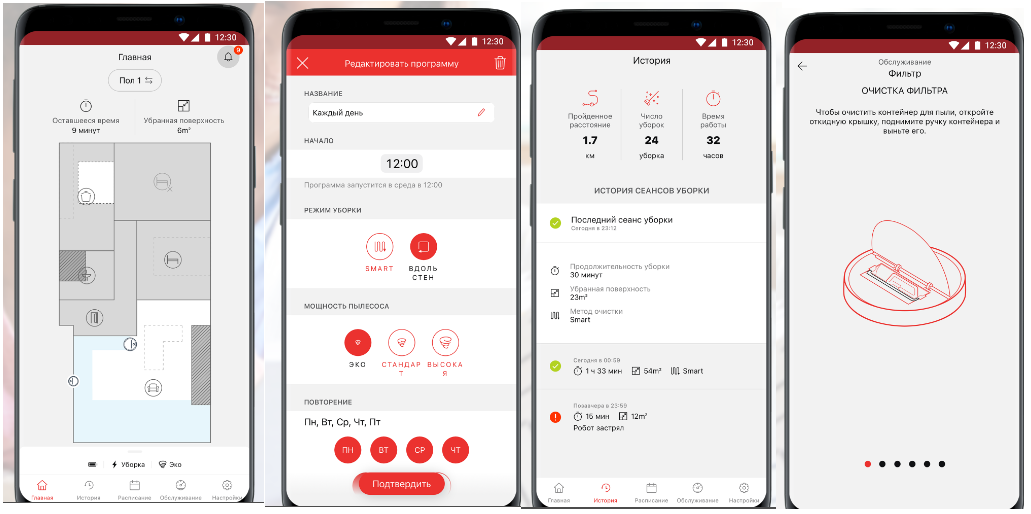 12:30
Главная
9
Пол 1
Оставшееся время
9 минут
Убранная поверхность
6m²
Уборка
Эко
Главная
История
Расписание
Обслуживание
Настройки
12:30
Редактировать программу
НАЗВАНИЕ
Каждый день
НАЧАЛО
12:00
Программа запустится в среда в 12:00
РЕЖИМ УБОРКИ
SMART
ВДОЛЬ
СТЕН
МОЩНОСТЬ ПЫЛЕСОСА
ЭКО
СТАНДАР
Т
ВЫСОКА
Я
ПОВТОРЕНИЕ
Пн, Вт, Ср, Чт, Пт
ПН
ВТ
СР
ЧТ
Подтвердить
12:30
История
Пройденное
расстояние
1.7
км
Число
уборок
24
уборка
Время
работы
32
часов
ИСТОРИЯ СЕАНСОВ УБОРКИ
Последний сеанс уборки
Сегодня в 23:12
Продолжительность уборки
30 минут
Убранная поверхность
23m²
Метод очистки
Smart
Сегодня в 00:59
1 ч 33 мин
54m²
Smart
Позавчера в 23:59
15 мин
12m²
Робот застрял
Главная
История
Расписание
Обслуживание
Настройки
12:30
Обслуживание
Фильтр
ОЧИСТКА ФИЛЬТРА
Чтобы очистить контейнер для пыли, откройте
откидную крышку, поднимите ручку контейнера и
выньте его.